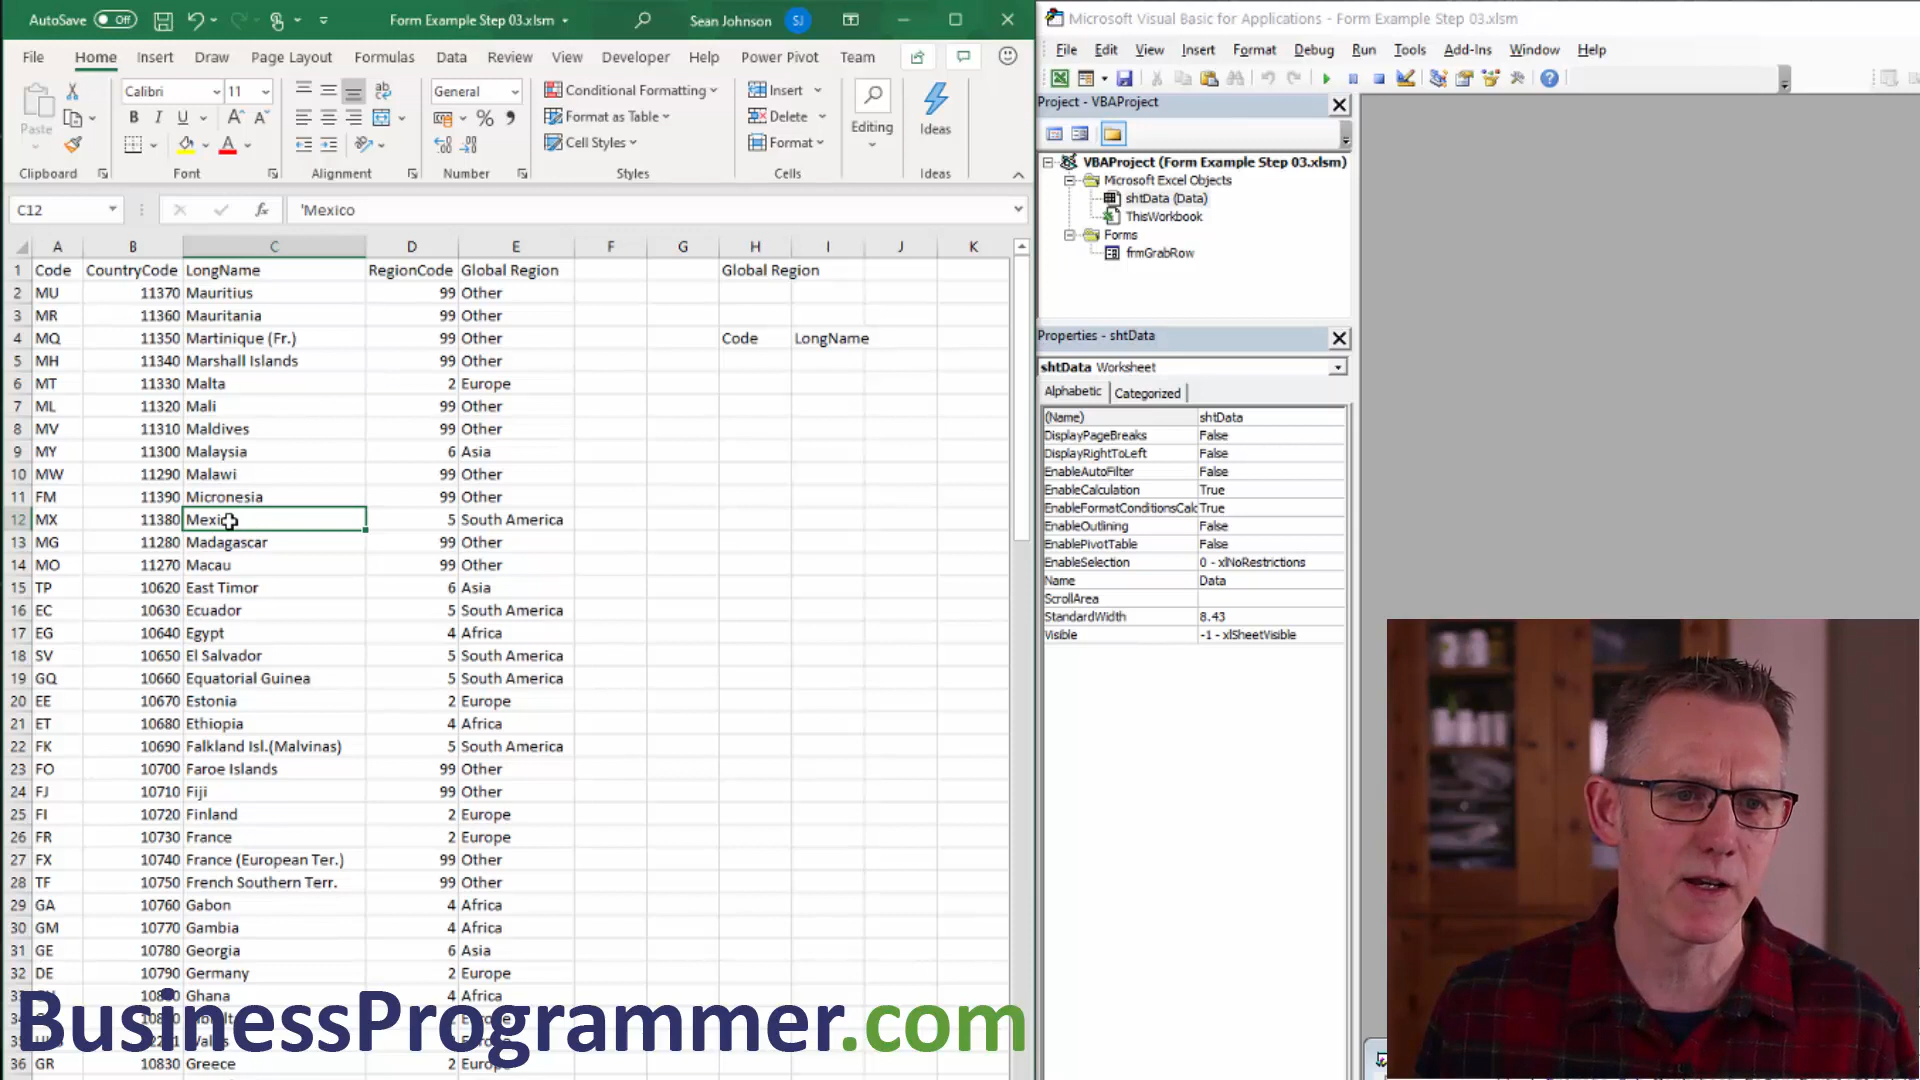 AutoSave Off Form Example Step 03.xlsm Sean Johnson SJ
File Home Insert Draw Page Layout Formulas Data Review View Developer Help Power Pivot Team
Paste
Clipboard
Calibri 11
B I U
A A
Font
Alignment
General
%
Number
Conditional Formatting
Format as Table
Cell Styles
Styles
Insert
Delete
Format
Cells
Editing
Ideas
Ideas
C12 fx 'Mexico
A B C D E F G H I J K
1 Code CountryCode LongName RegionCode Global Region Global Region
2 MU 11370 Mauritius 99 Other
3 MR 11360 Mauritania 99 Other
4 MQ 11350 Martinique (Fr.) 99 Other Code LongName
5 MH 11340 Marshall Islands 99 Other
6 MT 11330 Malta 2 Europe
7 ML 11320 Mali 99 Other
8 MV 11310 Maldives 99 Other
9 MY 11300 Malaysia 6 Asia
10 MW 11290 Malawi 99 Other
11 FM 11390 Micronesia 99 Other
12 MX 11380 Mexico 5 South America
13 MG 11280 Madagascar 99 Other
14 MO 11270 Macau 99 Other
15 TP 10620 East Timor 6 Asia
16 EC 10630 Ecuador 5 South America
17 EG 10640 Egypt 4 Africa
18 SV 10650 El Salvador 5 South America
19 GQ 10660 Equatorial Guinea 5 South America
20 EE 10670 Estonia 2 Europe
21 ET 10680 Ethiopia 4 Africa
22 FK 10690 Falkland Isl.(Malvinas) 5 South America
23 FO 10700 Faroe Islands 99 Other
24 FJ 10710 Fiji 99 Other
25 FI 10720 Finland 2 Europe
26 FR 10730 France 2 Europe
27 FX 10740 France (European Ter.) 99 Other
28 TF 10750 French Southern Terr. 99 Other
29 GA 10760 Gabon 4 Africa
30 GM 10770 Gambia 4 Africa
31 GE 10780 Georgia 6 Asia
32 DE 10790 Germany 2 Europe
Ghana 4 Africa
36 GR 10830 Greece 2 Europe
BusinessProgrammer.com
Microsoft Visual Basic for Applications - Form Example Step 03.xlsm
File Edit View Insert Format Debug Run Tools Add-Ins Window Help
Project - VBAProject
VBAProject (Form Example Step 03.xlsm)
Microsoft Excel Objects
shtData (Data)
ThisWorkbook
Forms
frmGrabRow
Properties - shtData
shtData Worksheet
Alphabetic Categorized
(Name) shtData
DisplayPageBreaks False
DisplayRightToLeft False
EnableAutoFilter False
EnableCalculation True
EnableFormatConditionsCalc True
EnableOutlining False
EnablePivotTable False
EnableSelection 0 - xlNoRestrictions
Name Data
ScrollArea
StandardWidth 8.43
Visible -1 - xlSheetVisible